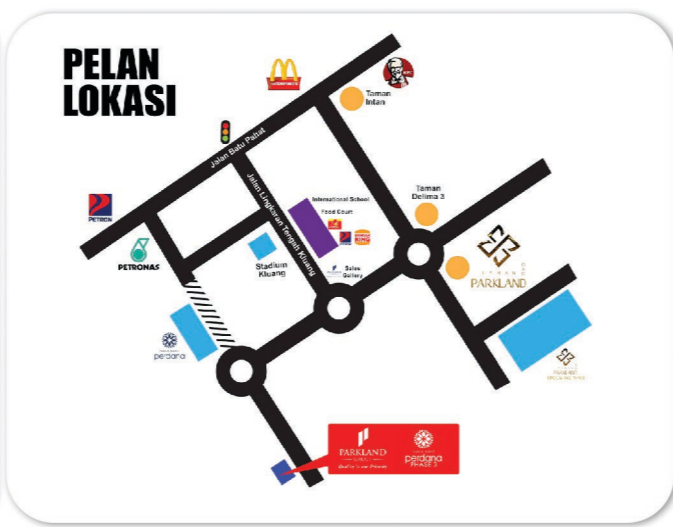 PELAN
LOKASI
Taman
Intan
Jalan Batu Pahat
Jalan Lingkaran Tengah Kluang
International School
Food Court
Taman
Delima 3
PETRON
PETRONAS
Stadium
Kluang
Sales
Gallery
PARKLAND
perdana
PARKLAND
perdana
PHASE 3